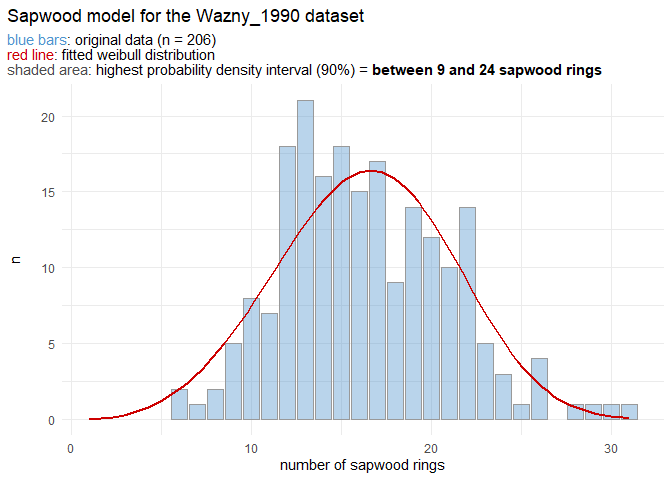 Sapwood model for the Wazny_1990 dataset
blue bars: original data (n = 206)
red line: fitted weibull distribution
shaded area: highest probability density interval (90%) = between 9 and 24 sapwood rings
20
15
10
5
0
n
0 10 20 30
number of sapwood rings